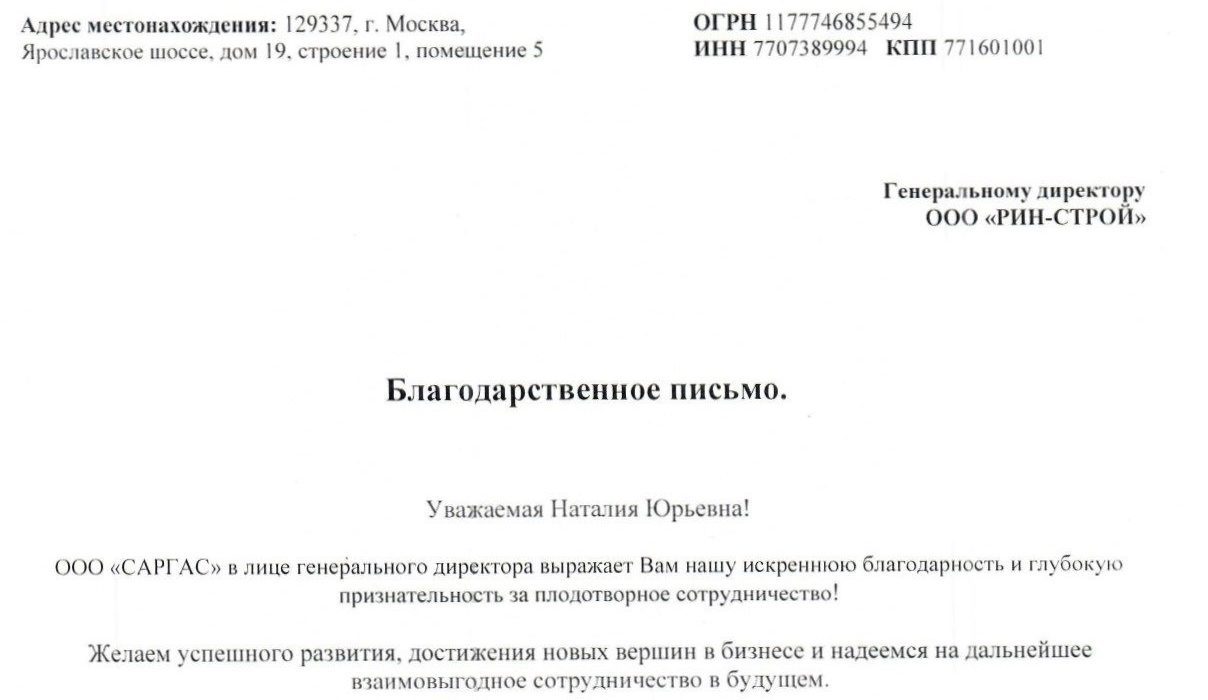 Адрес местонахождения: 129337, г. Москва,
Ярославское шоссе, дом 19, строение 1, помещение 5
ОГРН 1177746855494
ИНН 7707389994 КПП 771601001
Генеральному директору
ООО «РИН-СТРОЙ»
Благодарственное письмо.
Уважаемая Наталия Юрьевна!
ООО «САРГАС» в лице генерального директора выражает Вам нашу искреннюю благодарность и глубокую
признательность за плодотворное сотрудничество!
Желаем успешного развития, достижения новых вершин в бизнесе и надеемся на дальнейшее
взаимовыгодное сотрудничество в будущем.